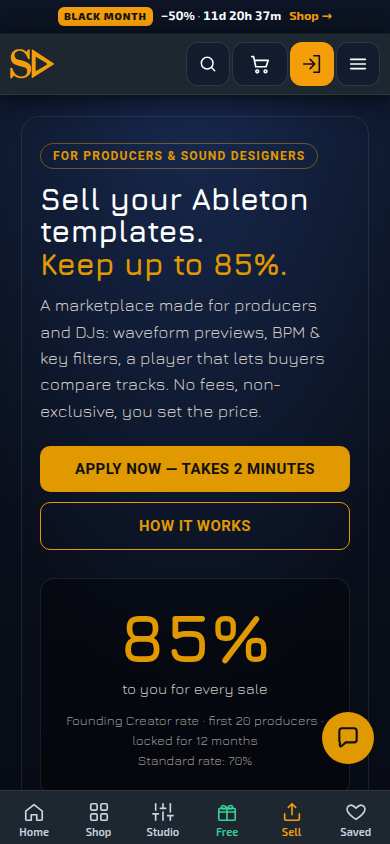 BLACK MONTH −50% · 11d 20h 37m Shop →
S
FOR PRODUCERS & SOUND DESIGNERS
Sell your Ableton
templates.
Keep up to 85%.
A marketplace made for producers
and DJs: waveform previews, BPM &
key filters, a player that lets buyers
compare tracks. No fees, non-
exclusive, you set the price.
APPLY NOW — TAKES 2 MINUTES
HOW IT WORKS
85%
to you for every sale
Founding Creator rate · first 20 producers ·
locked for 12 months
Standard rate: 70%
Home Shop Studio Free Sell Saved